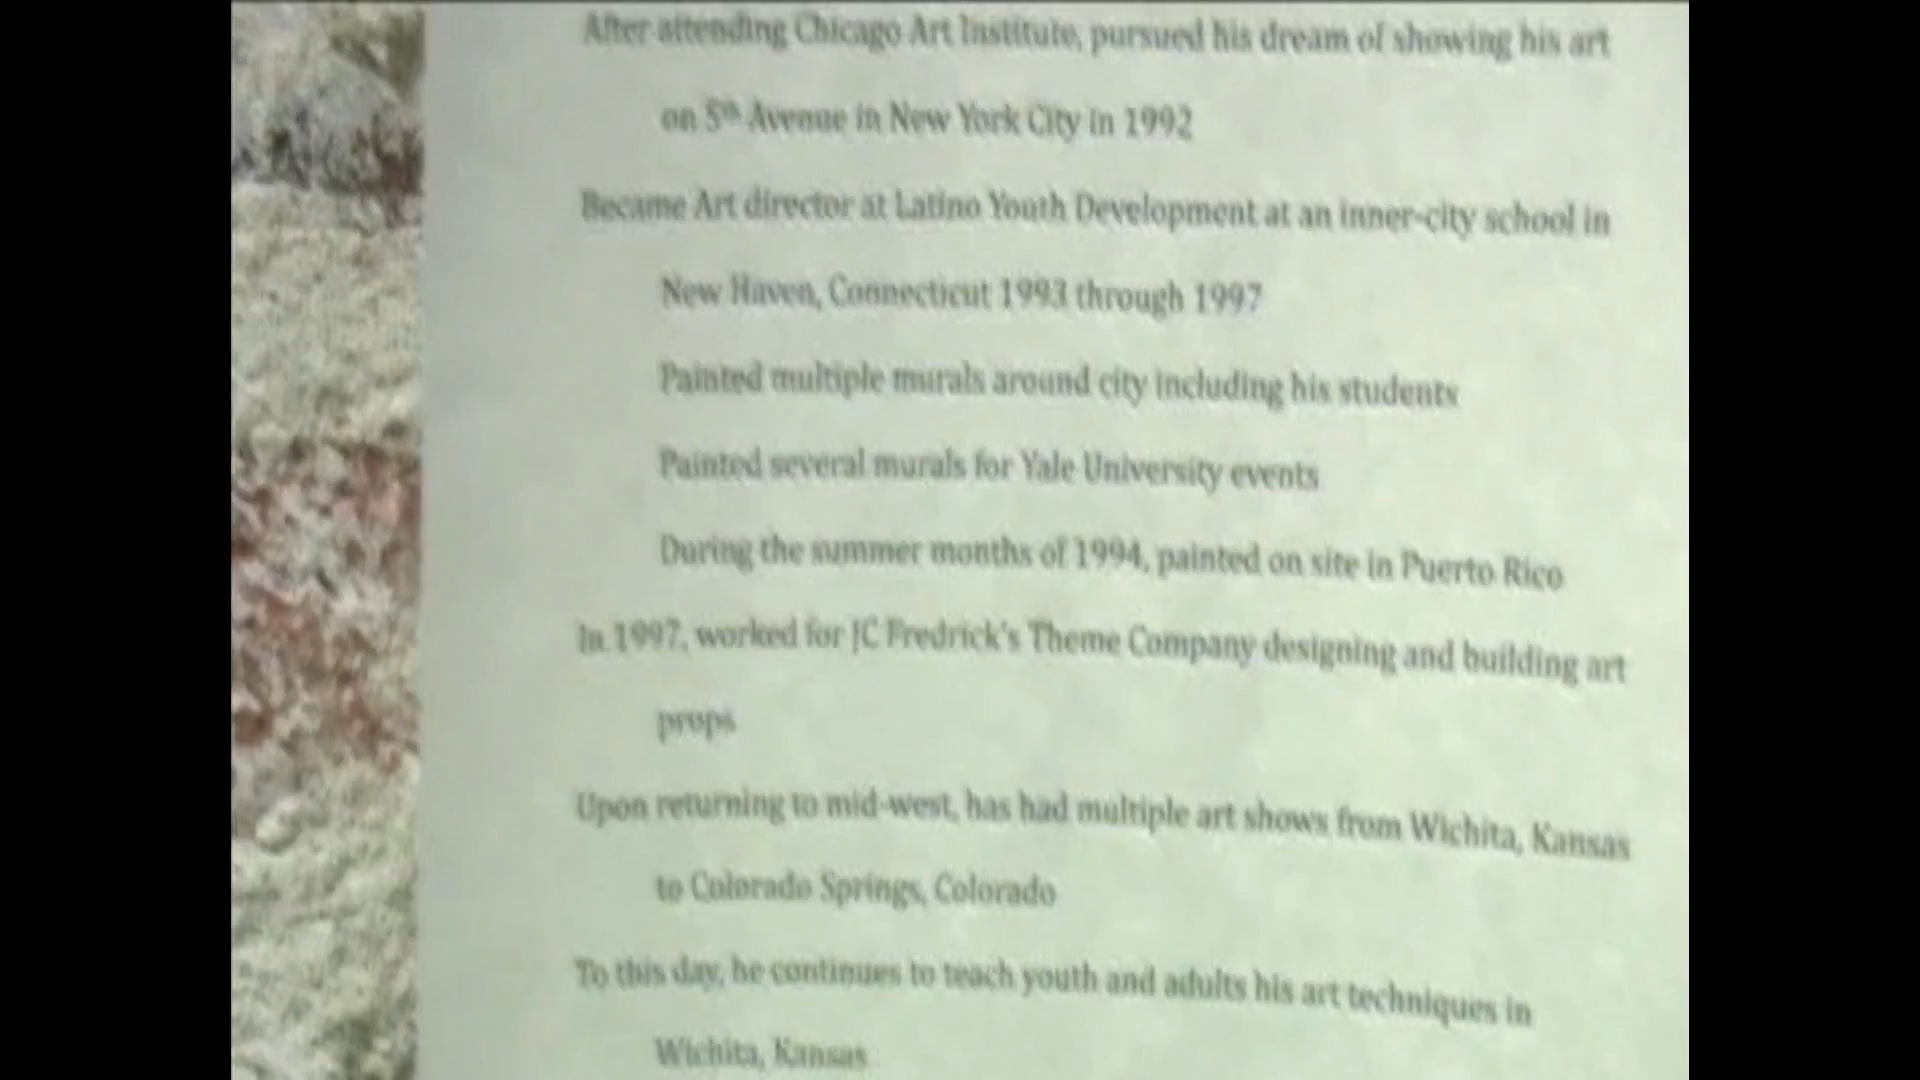 After attending Chicago Art Institute, pursued his dream of showing his art
on 5th Avenue in New York City in 1992
Became Art director at Latino Youth Development at an inner-city school in
New Haven, Connecticut 1993 through 1997
Painted multiple murals around city including his students
Painted several murals for Yale University events
During the summer months of 1994, painted on site in Puerto Rico
In 1997, worked for JC Fredrick's Theme Company designing and building art
props
Upon returning to mid-west, has had multiple art shows from Wichita, Kansas
to Colorado Springs, Colorado
To this day, he continues to teach youth and adults his art techniques in
Wichita, Kansas